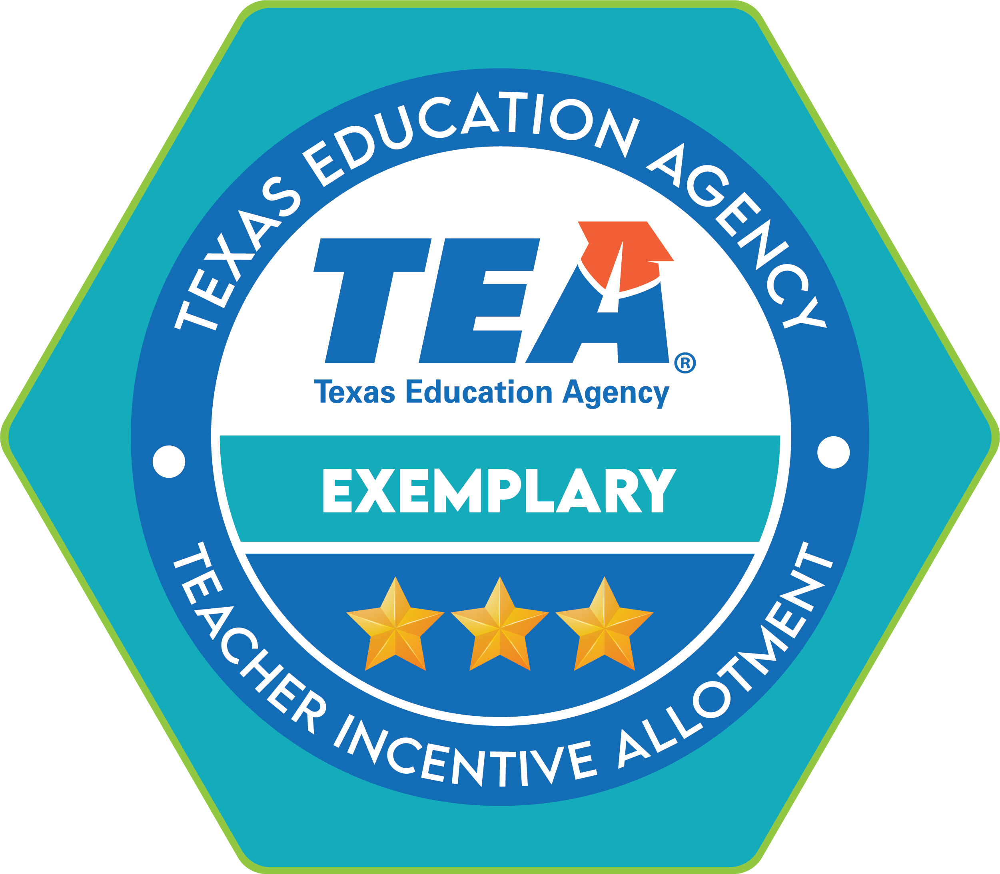 TEXAS EDUCATION AGENCY
TEA®
Texas Education Agency
EXEMPLARY
TEACHER INCENTIVE ALLOTMENT